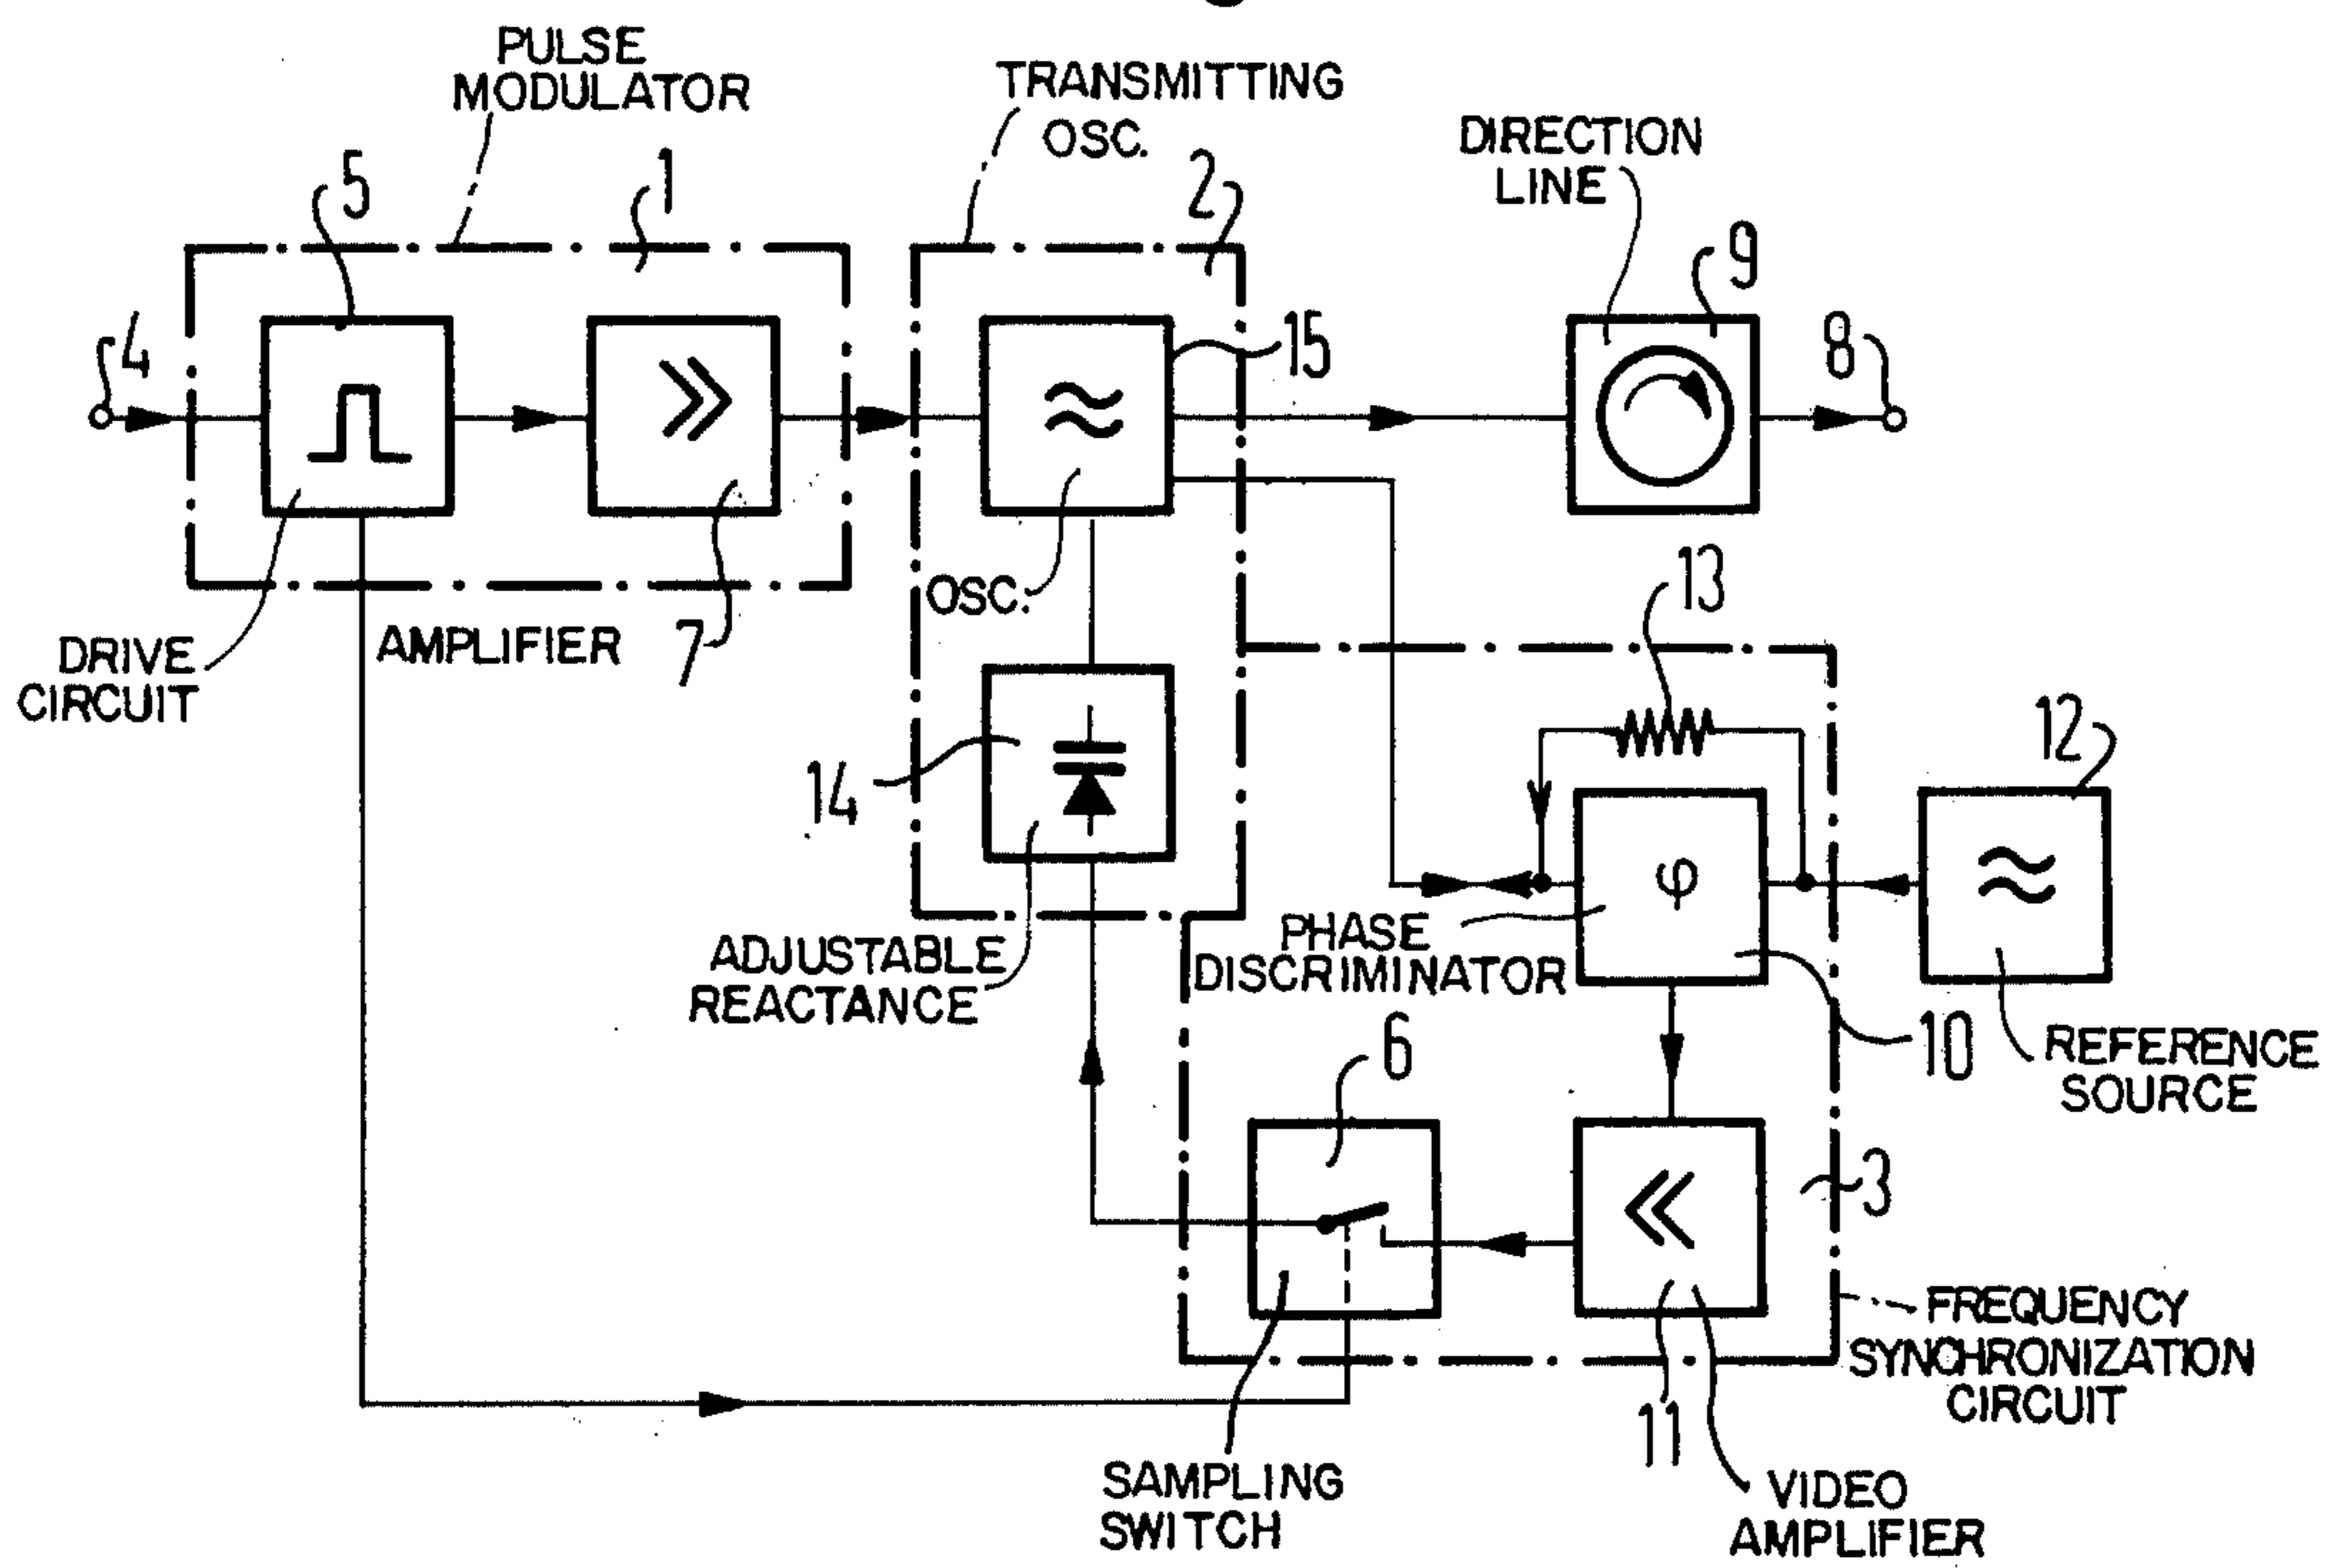 PULSE
MODULATOR
TRANSMITTING
OSC.
DIRECTION
LINE
5
1
2
9
4
15
8
OSC.
13
DRIVE
CIRCUIT
AMPLIFIER
7
12
14
φ
PHASE
DISCRIMINATOR
ADJUSTABLE
REACTANCE
6
10
REFERENCE
SOURCE
3
FREQUENCY
SYNCHRONIZATION
CIRCUIT
11
SAMPLING
SWITCH
VIDEO
AMPLIFIER